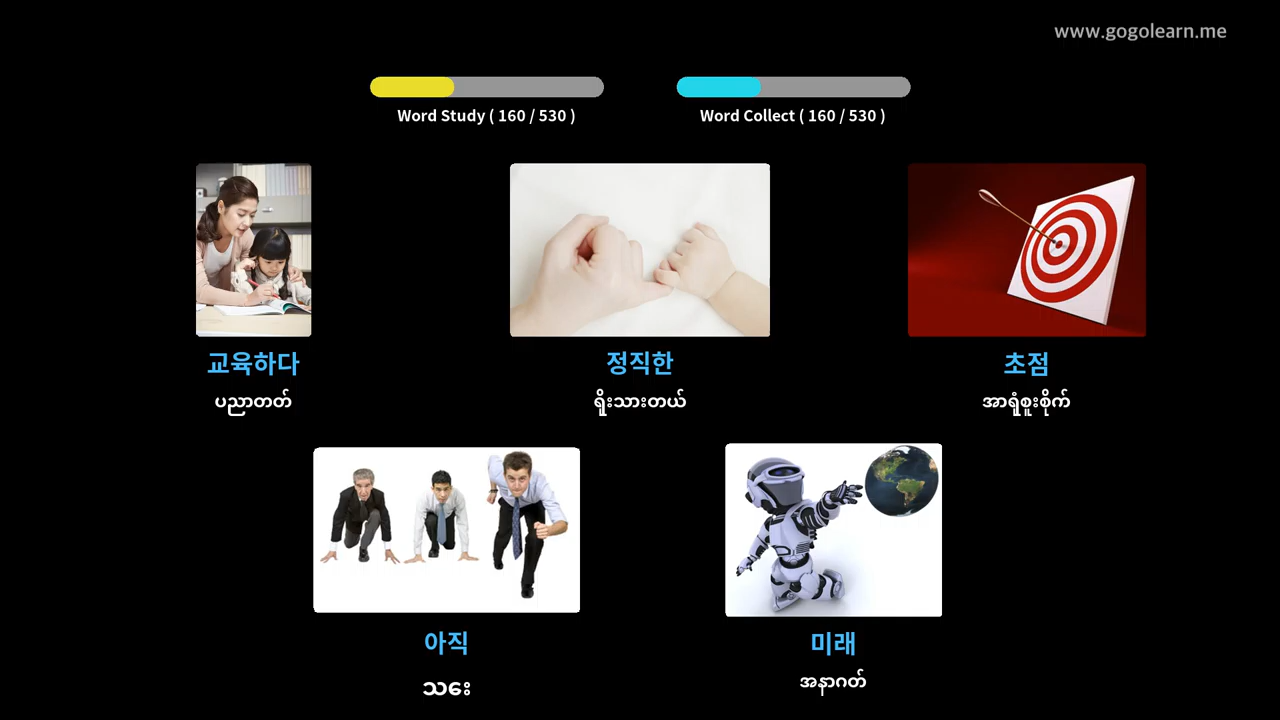 www.gogolearn.me
Word Study ( 160 / 530 )
Word Collect ( 160 / 530 )
교육하다
ပညာတတ်
정직한
ရိုးသားတယ်
초점
အာရုံစူးစိုက်
아직
သေး
미래
အနာဂတ်